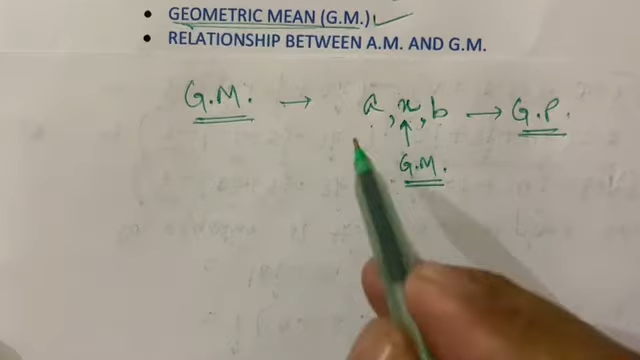 • GEOMETRIC MEAN (G.M.) ✓
• RELATIONSHIP BETWEEN A.M. AND G.M.
G.M. → a, x, b → G.P.
↑
G.M.